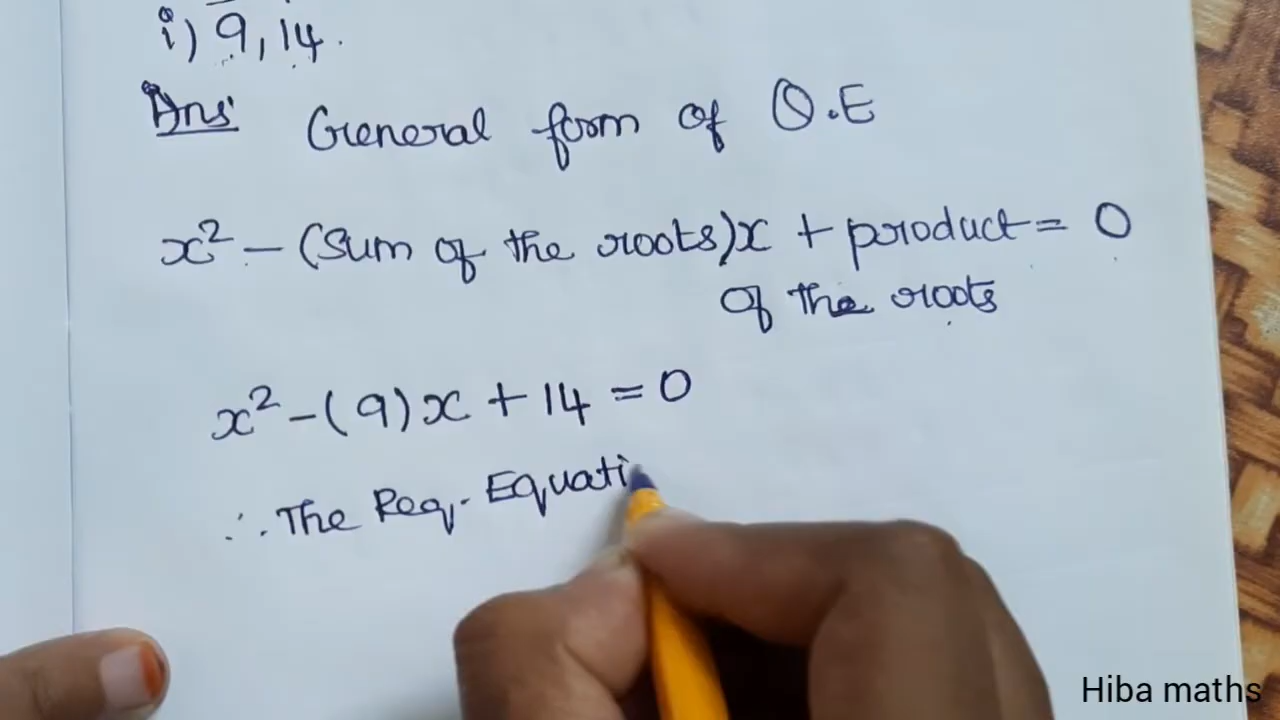 i) 9, 14.
Ans: General form of Q.E
x² - (Sum of the roots)x + product = 0
of the roots
x² - (9)x + 14 = 0
∴ The Req. Equati
Hiba maths